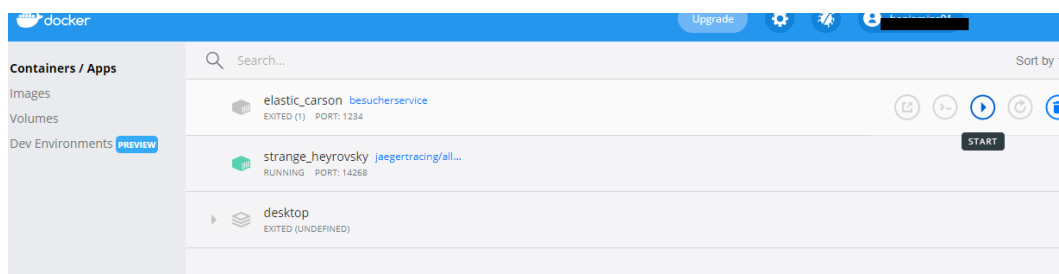 docker
Upgrade
Containers / Apps
Images
Volumes
Dev Environments PREVIEW
Search...
Sort by
elastic_carson besucherservice
EXITED (1) PORT: 1234
START
strange_heyrovsky jaegertracing/all...
RUNNING PORT: 14268
desktop
EXITED (UNDEFINED)